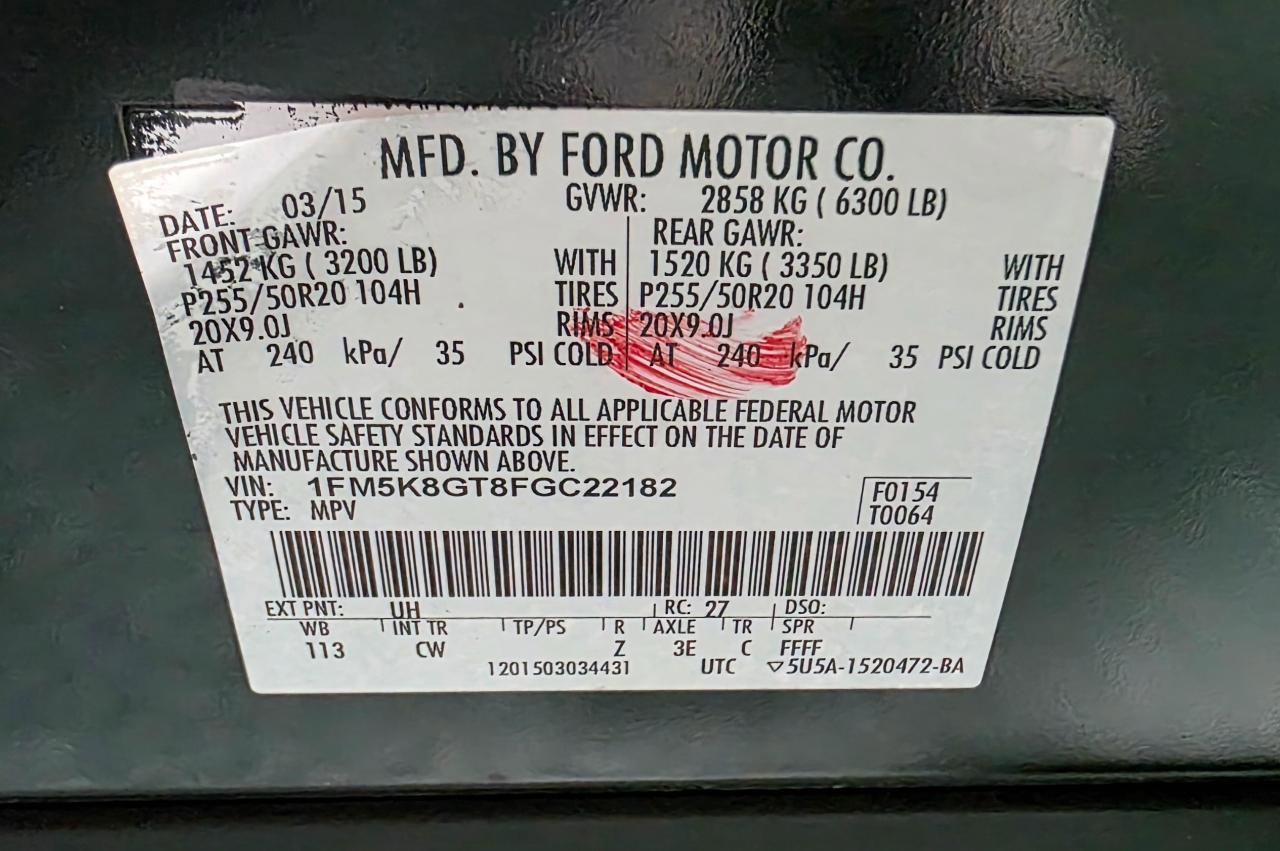 MFD. BY FORD MOTOR CO.
DATE: 03/15 GVWR: 2858 KG ( 6300 LB)
FRONT GAWR: REAR GAWR:
1452 KG ( 3200 LB) WITH 1520 KG ( 3350 LB) WITH
P255/50R20 104H TIRES P255/50R20 104H TIRES
20X9.0J RIMS 20X9.0J RIMS
AT 240 kPa/ 35 PSI COLD AT 240 kPa/ 35 PSI COLD
THIS VEHICLE CONFORMS TO ALL APPLICABLE FEDERAL MOTOR
VEHICLE SAFETY STANDARDS IN EFFECT ON THE DATE OF
MANUFACTURE SHOWN ABOVE.
VIN: 1FM5K8GT8FGC22182 F0154
TYPE: MPV T0064
EXT PNT: UH RC: 27 DSO:
WB INT TR TP/PS R AXLE TR SPR
113 CW Z 3E C FFFF
1201503034431 UTC ▽5U5A-1520472-BA